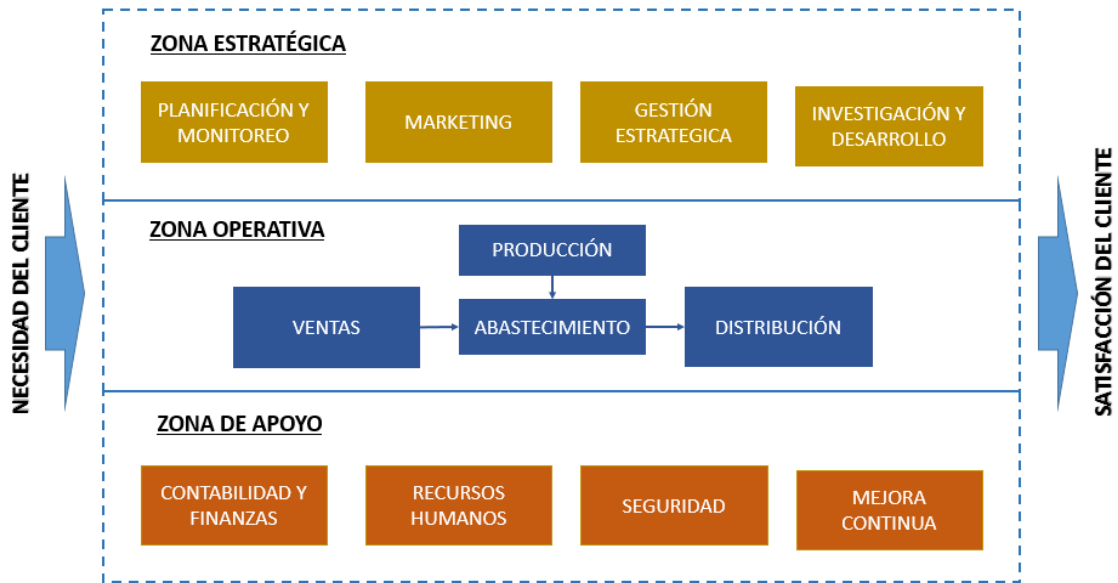 ZONA ESTRATÉGICA
PLANIFICACIÓN Y
MONITOREO
MARKETING
GESTIÓN
ESTRATEGICA
INVESTIGACIÓN Y
DESARROLLO
NECESIDAD DEL CLIENTE
ZONA OPERATIVA
PRODUCCIÓN
VENTAS
ABASTECIMIENTO
DISTRIBUCIÓN
SATISFACCIÓN DEL CLIENTE
ZONA DE APOYO
CONTABILIDAD Y
FINANZAS
RECURSOS
HUMANOS
SEGURIDAD
MEJORA
CONTINUA